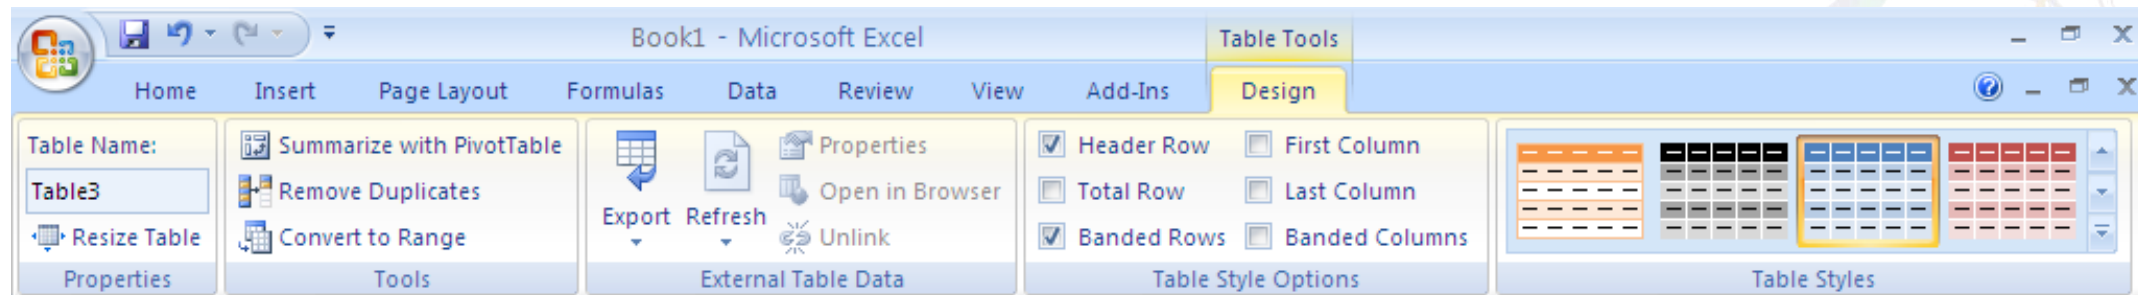 Book1 - Microsoft Excel
Table Tools
Home Insert Page Layout Formulas Data Review View Add-Ins Design
Table Name:
Table3
Resize Table
Properties
Summarize with PivotTable
Remove Duplicates
Convert to Range
Tools
Export
Refresh
Properties
Open in Browser
Unlink
External Table Data
Header Row
Total Row
Banded Rows
First Column
Last Column
Banded Columns
Table Style Options
Table Styles